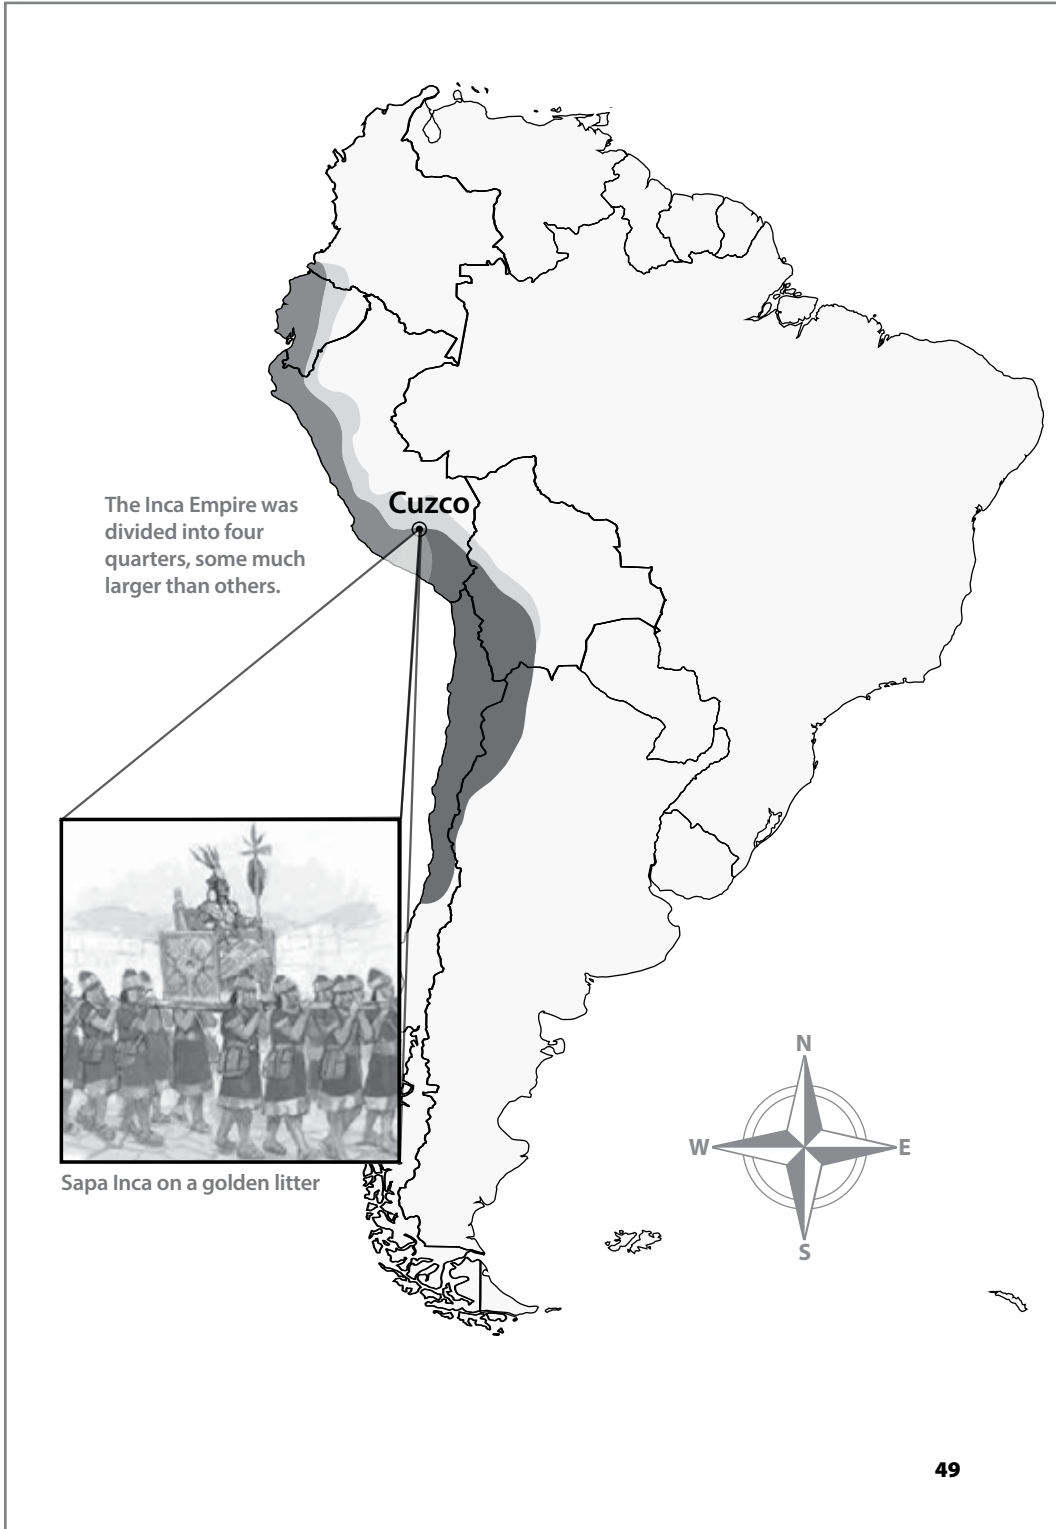 The Inca Empire was
divided into four
quarters, some much
larger than others.
Cuzco
Sapa Inca on a golden litter
N
W
E
S
49